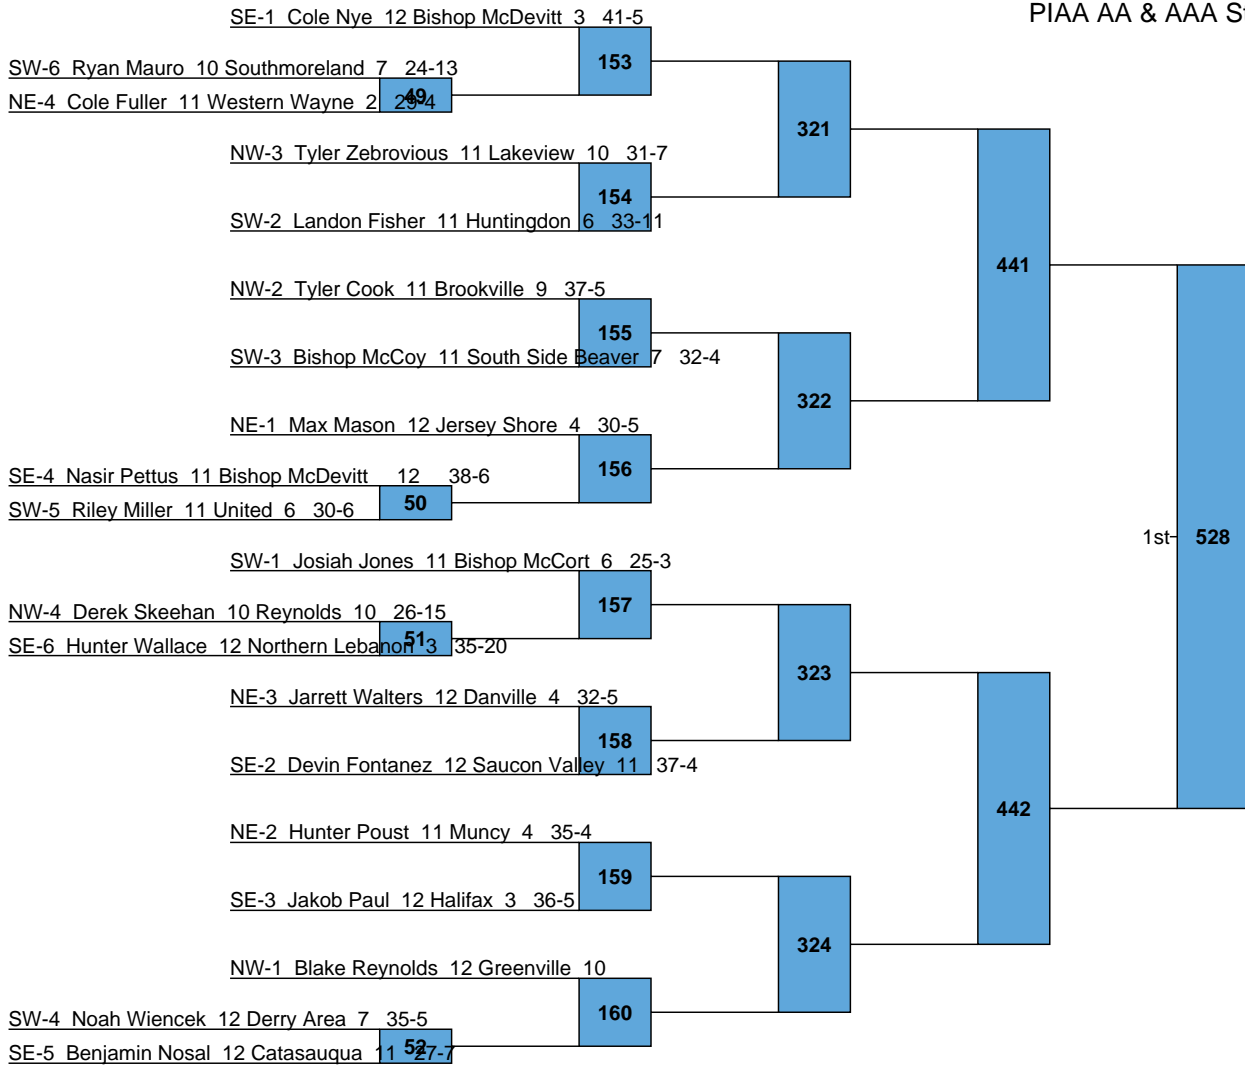 PIAA AA & AAA S
SE-1 Cole Nye 12 Bishop McDevitt 3 41-5
153
SW-6 Ryan Mauro 10 Southmoreland 7 24-13
49
NE-4 Cole Fuller 11 Western Wayne 2 29-4
321
NW-3 Tyler Zebrovious 11 Lakeview 10 31-7
154
SW-2 Landon Fisher 11 Huntingdon 6 33-11
441
NW-2 Tyler Cook 11 Brookville 9 37-5
155
SW-3 Bishop McCoy 11 South Side Beaver 7 32-4
322
NE-1 Max Mason 12 Jersey Shore 4 30-5
156
SE-4 Nasir Pettus 11 Bishop McDevitt 12 38-6
50
SW-5 Riley Miller 11 United 6 30-6
1st 528
SW-1 Josiah Jones 11 Bishop McCort 6 25-3
157
NW-4 Derek Skeehan 10 Reynolds 10 26-15
51
SE-6 Hunter Wallace 12 Northern Lebanon 3 35-20
323
NE-3 Jarrett Walters 12 Danville 4 32-5
158
SE-2 Devin Fontanez 12 Saucon Valley 11 37-4
442
NE-2 Hunter Poust 11 Muncy 4 35-4
159
SE-3 Jakob Paul 12 Halifax 3 36-5
324
NW-1 Blake Reynolds 12 Greenville 10
160
SW-4 Noah Wiencek 12 Derry Area 7 35-5
52
SE-5 Benjamin Nosal 12 Catasauqua 11 27-7